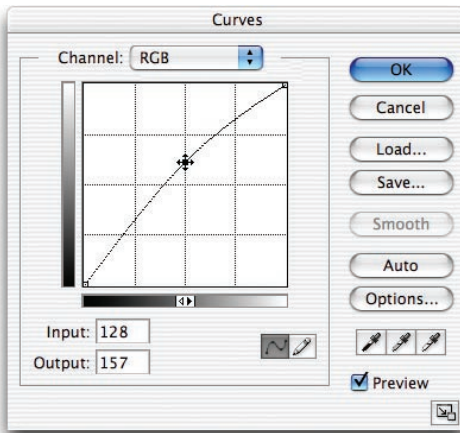 Curves
Channel: RGB
OK
Cancel
Load...
Save...
Smooth
Auto
Options...
Input: 128
Output: 157
Preview